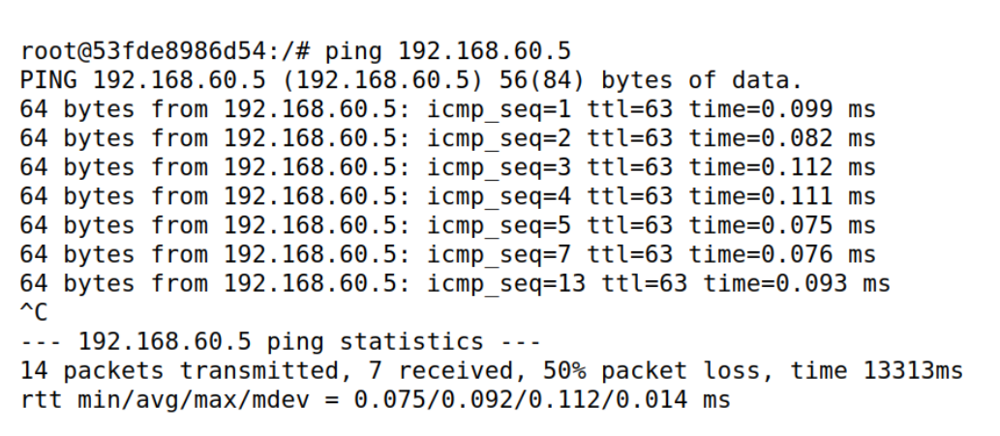 root@53fde8986d54:/# ping 192.168.60.5
PING 192.168.60.5 (192.168.60.5) 56(84) bytes of data.
64 bytes from 192.168.60.5: icmp_seq=1 ttl=63 time=0.099 ms
64 bytes from 192.168.60.5: icmp_seq=2 ttl=63 time=0.082 ms
64 bytes from 192.168.60.5: icmp_seq=3 ttl=63 time=0.112 ms
64 bytes from 192.168.60.5: icmp_seq=4 ttl=63 time=0.111 ms
64 bytes from 192.168.60.5: icmp_seq=5 ttl=63 time=0.075 ms
64 bytes from 192.168.60.5: icmp_seq=7 ttl=63 time=0.076 ms
64 bytes from 192.168.60.5: icmp_seq=13 ttl=63 time=0.093 ms
^C
--- 192.168.60.5 ping statistics ---
14 packets transmitted, 7 received, 50% packet loss, time 13313ms
rtt min/avg/max/mdev = 0.075/0.092/0.112/0.014 ms